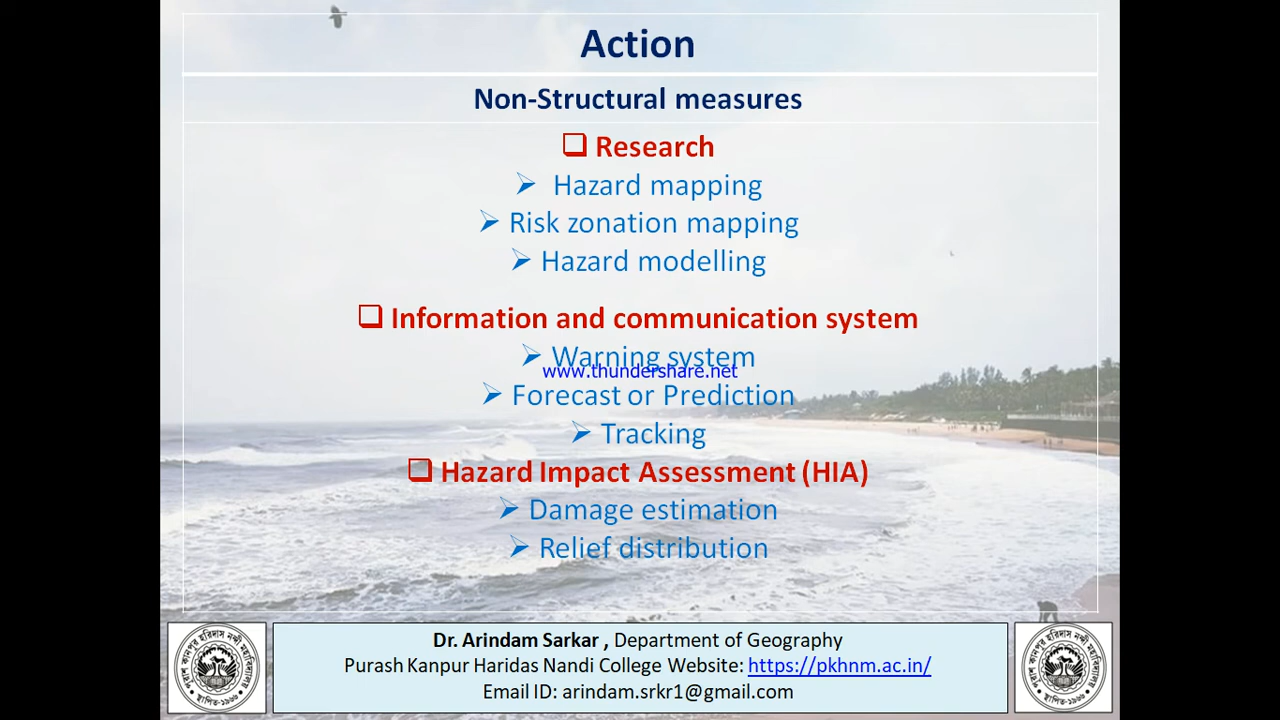 Action
Non-Structural measures
❑ Research
➢ Hazard mapping
➢ Risk zonation mapping
➢ Hazard modelling
❑ Information and communication system
➢ Warning system
www.thundershare.net
➢ Forecast or Prediction
➢ Tracking
❑ Hazard Impact Assessment (HIA)
➢ Damage estimation
➢ Relief distribution
Dr. Arindam Sarkar , Department of Geography
Purash Kanpur Haridas Nandi College Website: https://pkhnm.ac.in/
Email ID: arindam.srkr1@gmail.com